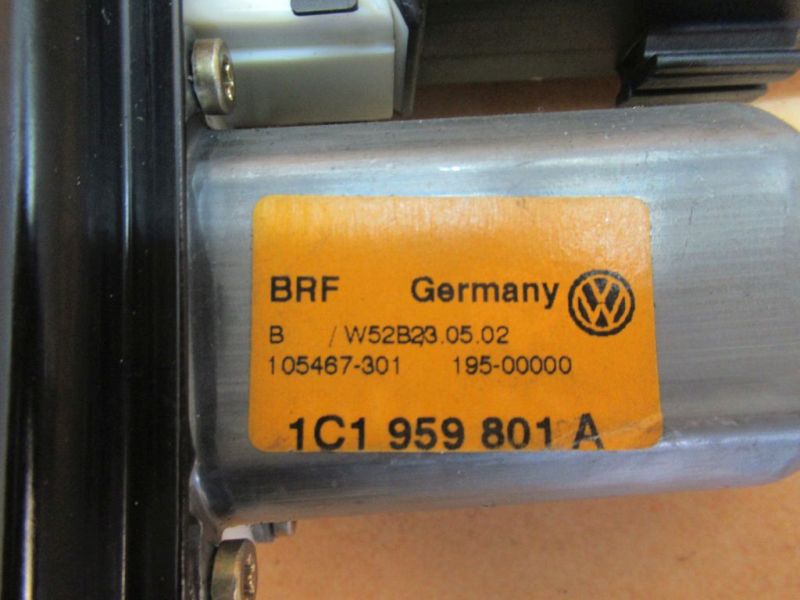 BRF Germany
B / W52B23.05.02
105467-301 195-00000
1C1 959 801 A